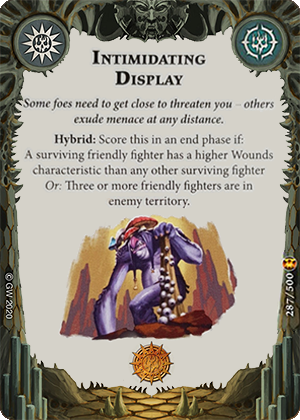 INTIMIDATING
DISPLAY
Some foes need to get close to threaten you – others
exude menace at any distance.
Hybrid: Score this in an end phase if:
A surviving friendly fighter has a higher Wounds
characteristic than any other surviving fighter
Or: Three or more friendly fighters are in
enemy territory.
© GW 2020
287/500